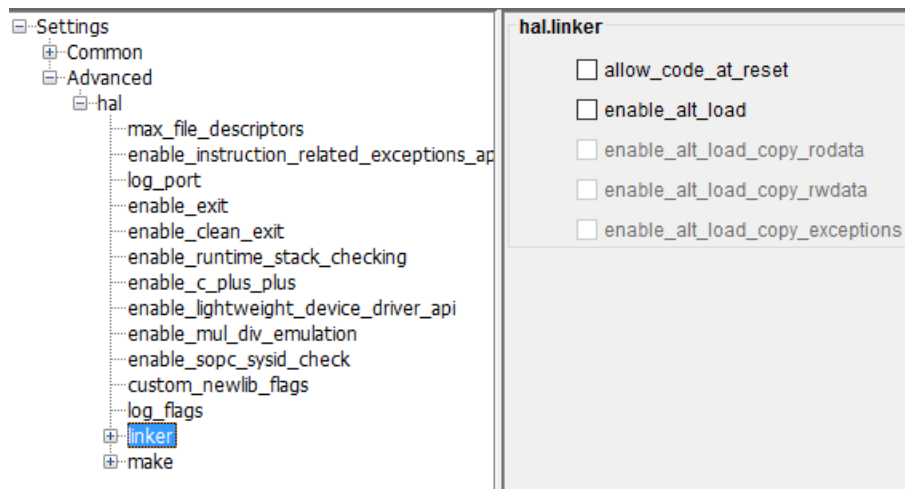 Settings
Common
Advanced
hal
max_file_descriptors
enable_instruction_related_exceptions_ap
log_port
enable_exit
enable_clean_exit
enable_runtime_stack_checking
enable_c_plus_plus
enable_lightweight_device_driver_api
enable_mul_div_emulation
enable_sopc_sysid_check
custom_newlib_flags
log_flags
linker
make
hal.linker
allow_code_at_reset
enable_alt_load
enable_alt_load_copy_rodata
enable_alt_load_copy_rwdata
enable_alt_load_copy_exceptions